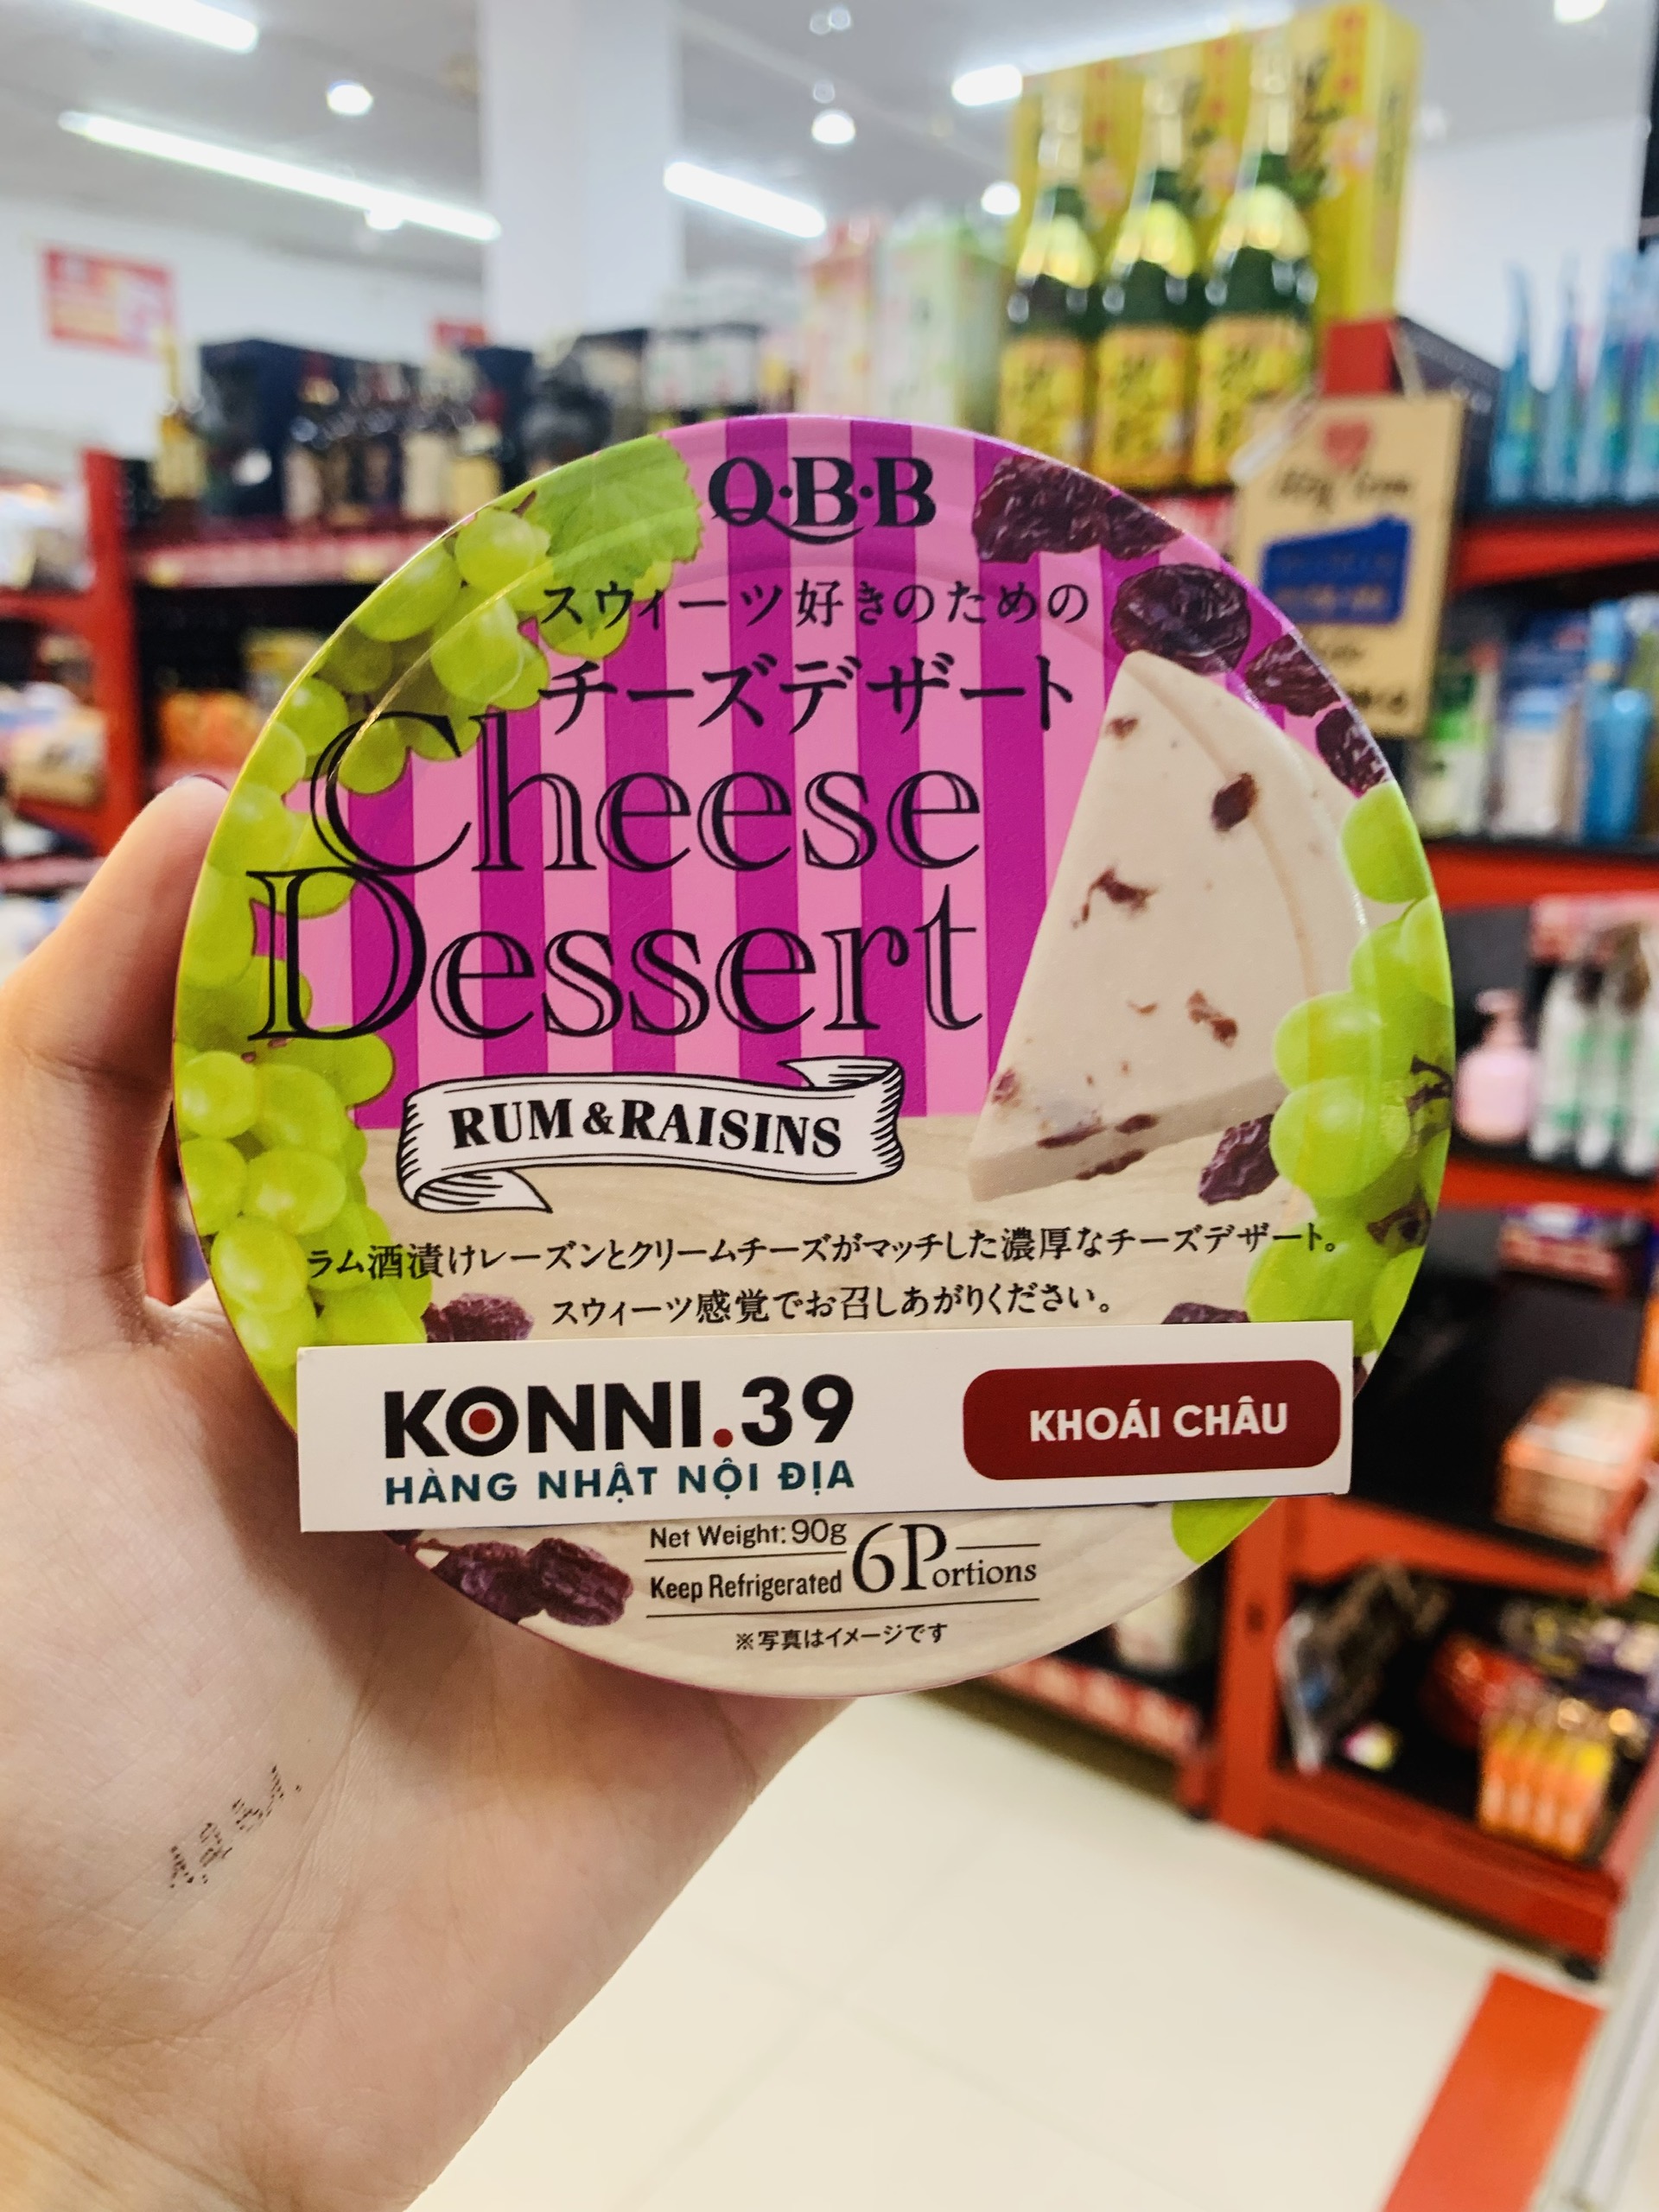 Q·B·B
スウィーツ好きのための
チーズデザート
Cheese
Dessert
RUM&RAISINS
ラム酒漬けレーズンとクリームチーズがマッチした濃厚なチーズデザート。
スウィーツ感覚でお召しあがりください。
KONNI.39
HÀNG NHẬT NỘI ĐỊA
KHOÁI CHÂU
Net Weight: 90g
Keep Refrigerated
6Portions
※写真はイメージです